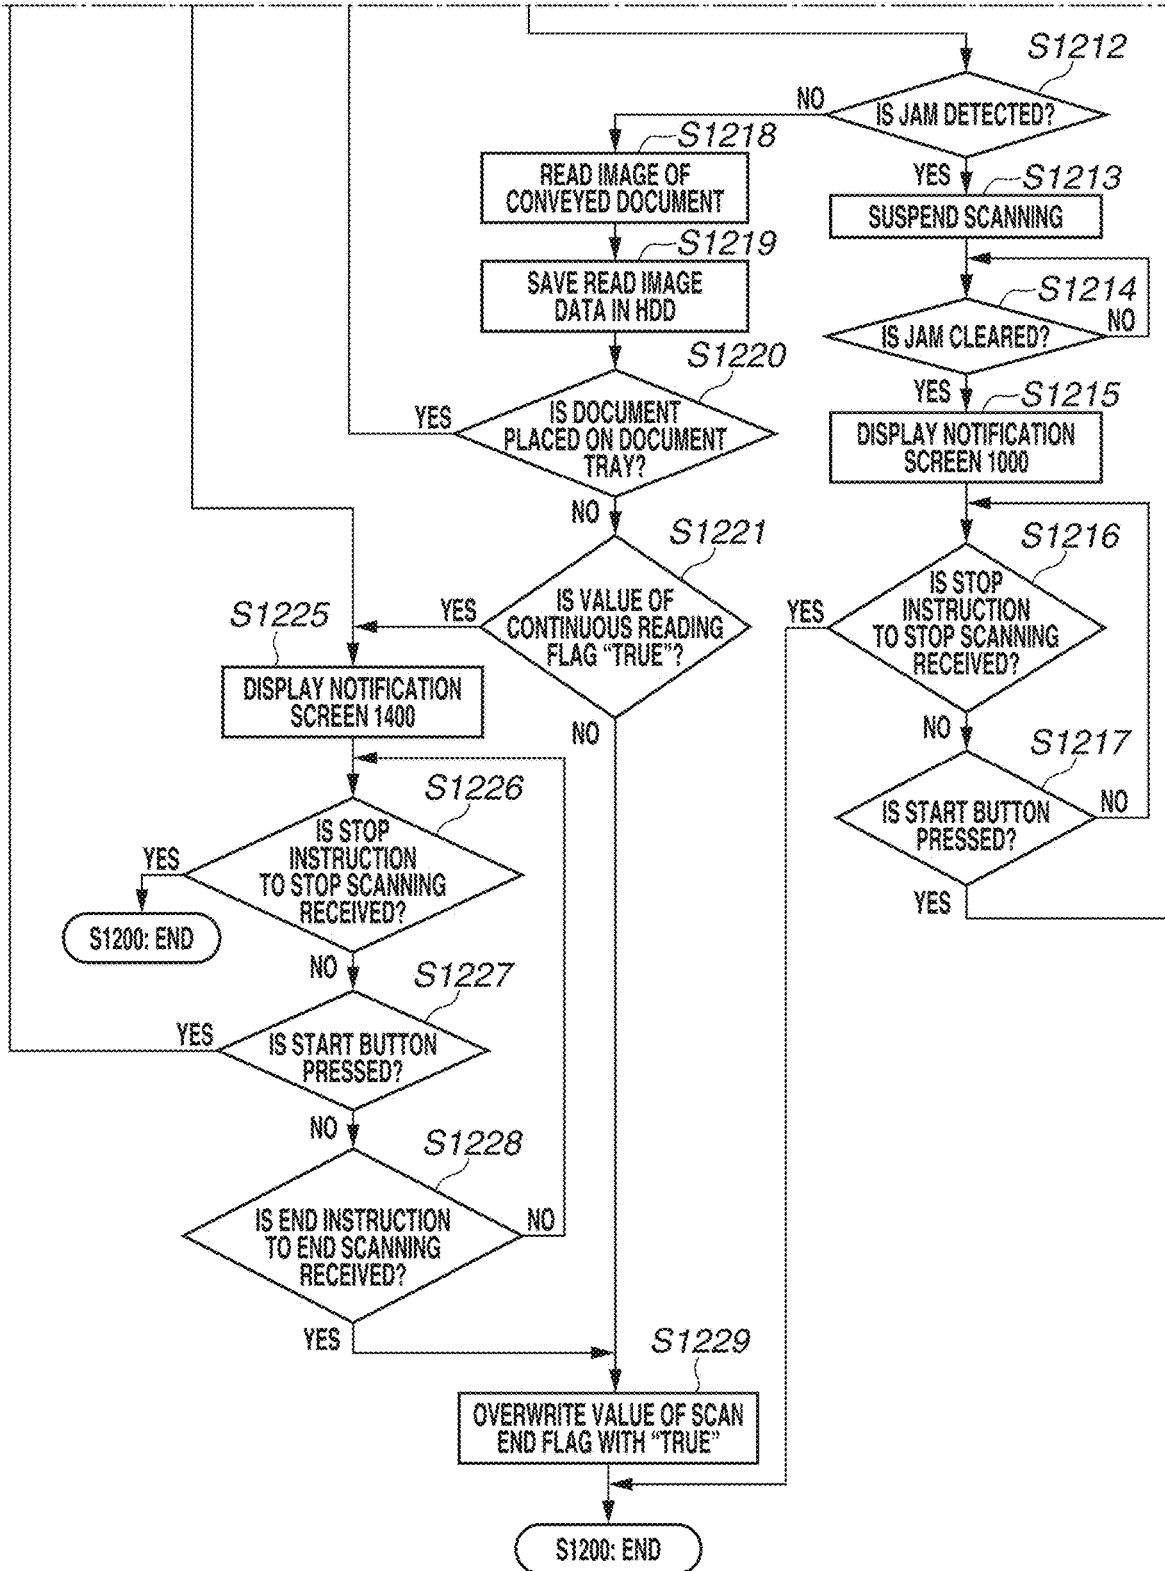 S1212
IS JAM DETECTED?
NO
YES
S1218
READ IMAGE OF
CONVEYED DOCUMENT
S1213
SUSPEND SCANNING
S1219
SAVE READ IMAGE
DATA IN HDD
S1214
IS JAM CLEARED?
NO
YES
S1220
IS DOCUMENT
PLACED ON DOCUMENT
TRAY?
YES
NO
S1215
DISPLAY NOTIFICATION
SCREEN 1000
S1221
IS VALUE OF
CONTINUOUS READING
FLAG “TRUE”?
YES
NO
S1216
IS STOP
INSTRUCTION
TO STOP SCANNING
RECEIVED?
YES
NO
S1225
DISPLAY NOTIFICATION
SCREEN 1400
S1217
IS START BUTTON
PRESSED?
NO
YES
S1226
IS STOP
INSTRUCTION
TO STOP SCANNING
RECEIVED?
YES
S1200: END
NO
S1227
IS START BUTTON
PRESSED?
YES
NO
S1228
IS END INSTRUCTION
TO END SCANNING
RECEIVED?
NO
YES
S1229
OVERWRITE VALUE OF SCAN
END FLAG WITH “TRUE”
S1200: END